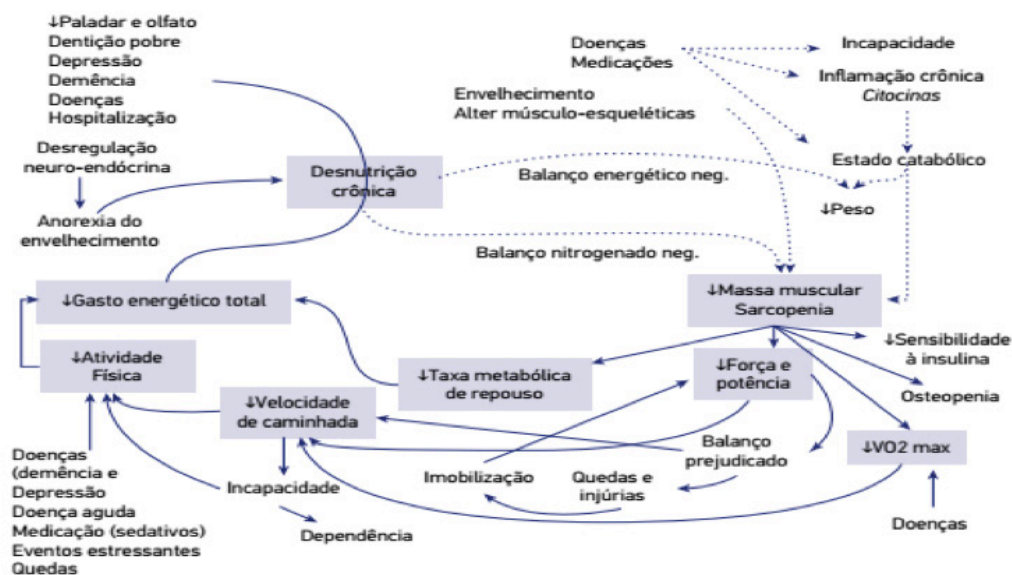 ↓Paladar e olfato
Dentição pobre
Depressão
Demência
Doenças
Hospitalização
Doenças
Medicações
Incapacidade
Inflamação crônica
Citocinas
Envelhecimento
Alter músculo-esqueléticas
Desregulação
neuro-endócrina
Desnutrição
crônica
Balanço energético neg.
Estado catabólico
↓Peso
Anorexia do
envelhecimento
Balanço nitrogenado neg.
↓Gasto energético total
↓Massa muscular
Sarcopenia
↓Atividade
Física
↓Taxa metabólica
de repouso
↓Força e
potência
↓Sensibilidade
à insulina
Osteopenia
↓Velocidade
de caminhada
↓VO2 max
Balanço
prejudicado
Doenças
(demência e
Depressão
Doença aguda
Medicação (sedativos)
Eventos estressantes
Quedas
Incapacidade
Imobilização
Quedas e
injúrias
Dependência
Doenças